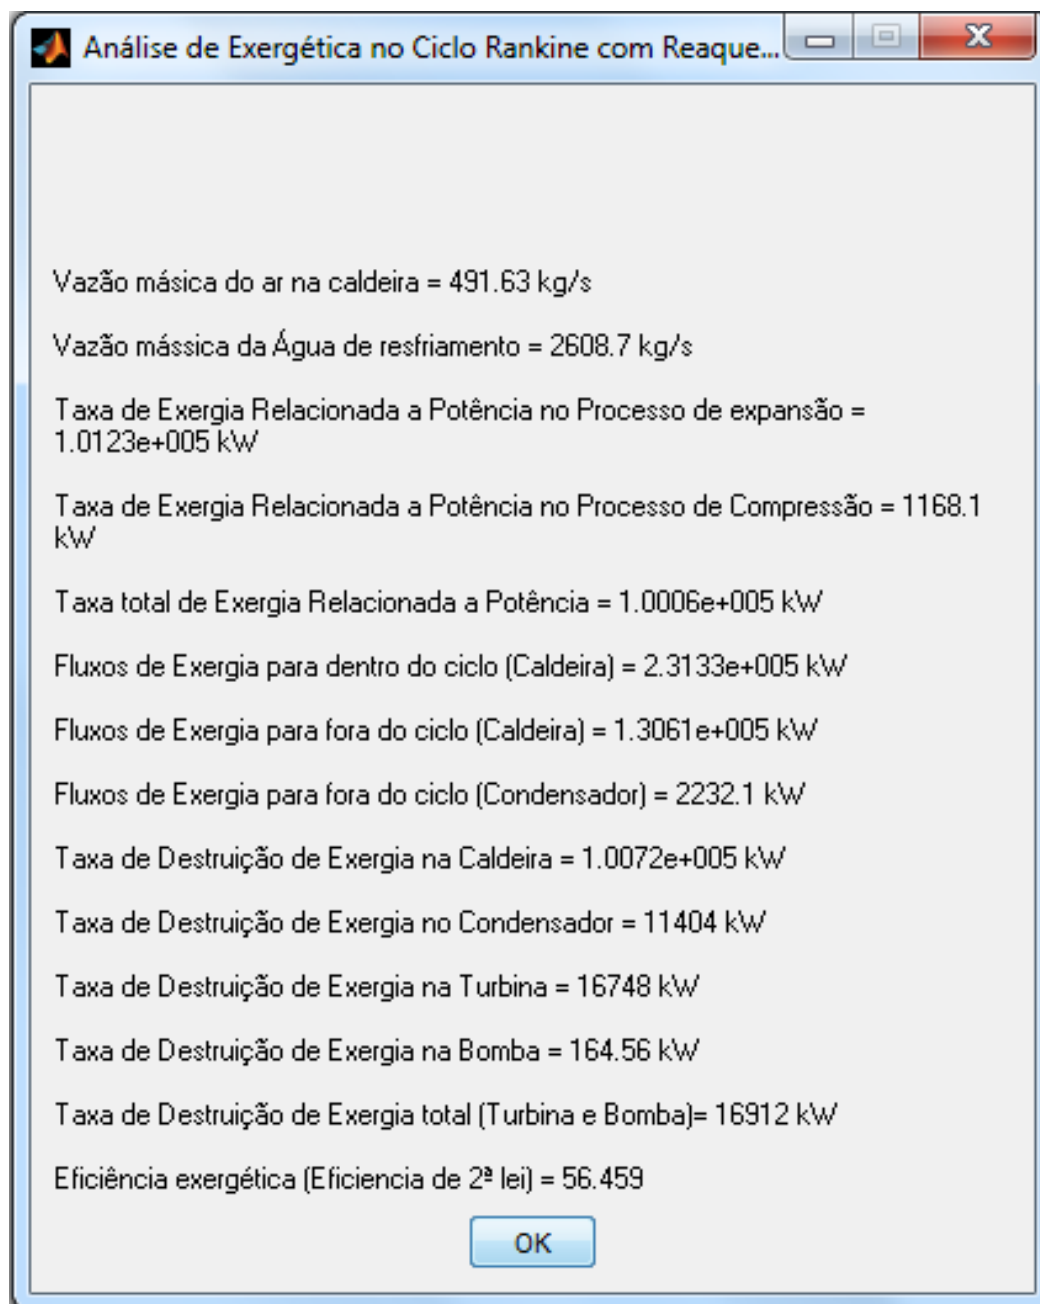 Análise de Exergética no Ciclo Rankine com Reaque...
Vazão másica do ar na caldeira = 491.63 kg/s
Vazão mássica da Água de resfriamento = 2608.7 kg/s
Taxa de Exergia Relacionada a Potência no Processo de expansão =
1.0123e+005 kW
Taxa de Exergia Relacionada a Potência no Processo de Compressão = 1168.1
kW
Taxa total de Exergia Relacionada a Potência = 1.0006e+005 kW
Fluxos de Exergia para dentro do ciclo (Caldeira) = 2.3133e+005 kW
Fluxos de Exergia para fora do ciclo (Caldeira) = 1.3061e+005 kW
Fluxos de Exergia para fora do ciclo (Condensador) = 2232.1 kW
Taxa de Destruição de Exergia na Caldeira = 1.0072e+005 kW
Taxa de Destruição de Exergia no Condensador = 11404 kW
Taxa de Destruição de Exergia na Turbina = 16748 kW
Taxa de Destruição de Exergia na Bomba = 164.56 kW
Taxa de Destruição de Exergia total (Turbina e Bomba)= 16912 kW
Eficiência exergética (Eficiencia de 2ª lei) = 56.459
OK